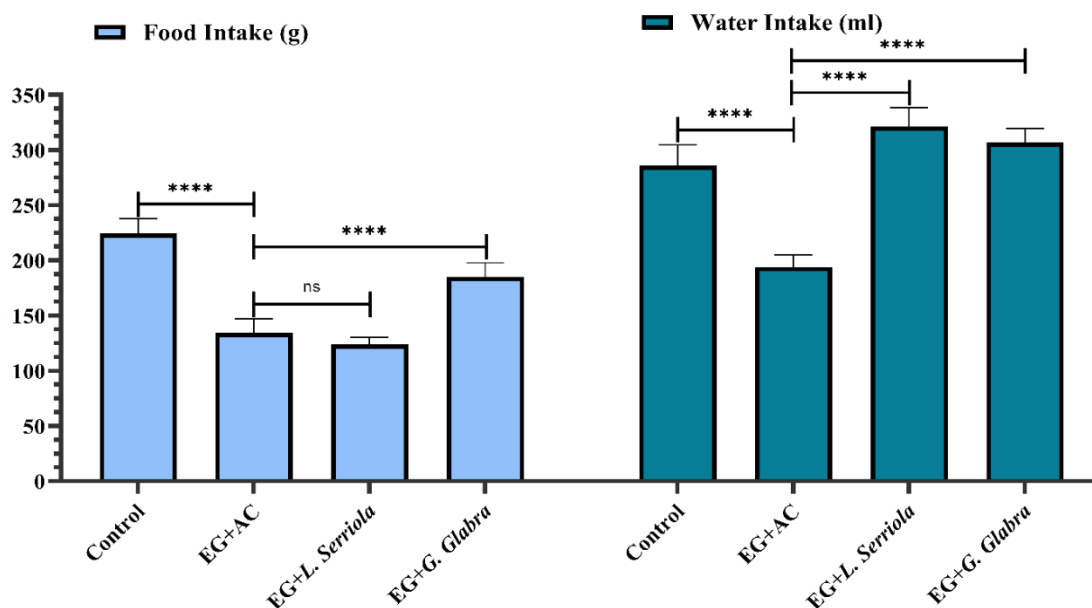 Food Intake (g)
Water Intake (ml)
350
300
250
200
150
100
50
0
****
****
ns
****
****
****
Control
EG+AC
EG+L. Serriola
EG+G. Glabra
Control
EG+AC
EG+L. Serriola
EG+G. Glabra